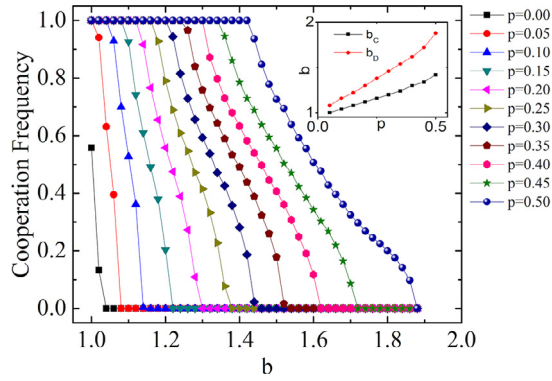 Cooperation Frequency
1.0
0.8
0.6
0.4
0.2
0.0
1.0 1.2 1.4 1.6 1.8 2.0
b
2
b
1
0.0 p 0.5
b_C
b_D
p=0.00
p=0.05
p=0.10
p=0.15
p=0.20
p=0.25
p=0.30
p=0.35
p=0.40
p=0.45
p=0.50